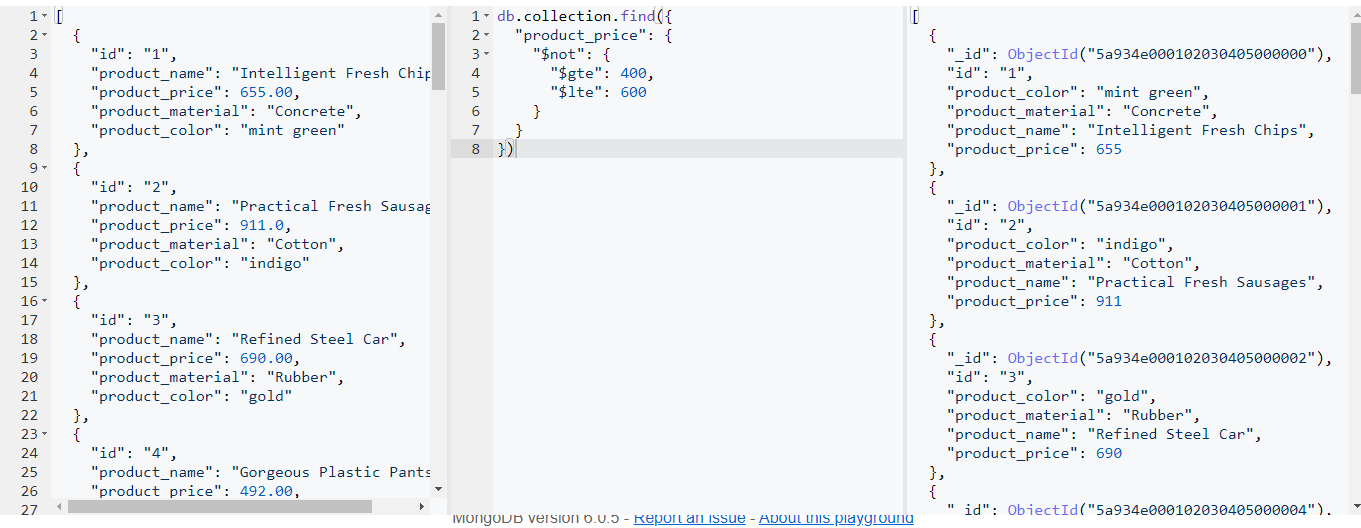 1 [
2 {
3 "id": "1",
4 "product_name": "Intelligent Fresh Chip
5 "product_price": 655.00,
6 "product_material": "Concrete",
7 "product_color": "mint green"
8 },
9 {
10 "id": "2",
11 "product_name": "Practical Fresh Sausag
12 "product_price": 911.0,
13 "product_material": "Cotton",
14 "product_color": "indigo"
15 },
16 {
17 "id": "3",
18 "product_name": "Refined Steel Car",
19 "product_price": 690.00,
20 "product_material": "Rubber",
21 "product_color": "gold"
22 },
23 {
24 "id": "4",
25 "product_name": "Gorgeous Plastic Pants
26 "product_price": 492.00,
27
1 db.collection.find({
2 "product_price": {
3 "$not": {
4 "$gte": 400,
5 "$lte": 600
6 }
7 }
8 })
[
{
"_id": ObjectId("5a934e000102030405000000"),
"id": "1",
"product_color": "mint green",
"product_material": "Concrete",
"product_name": "Intelligent Fresh Chips",
"product_price": 655
},
{
"_id": ObjectId("5a934e000102030405000001"),
"id": "2",
"product_color": "indigo",
"product_material": "Cotton",
"product_name": "Practical Fresh Sausages",
"product_price": 911
},
{
"_id": ObjectId("5a934e000102030405000002"),
"id": "3",
"product_color": "gold",
"product_material": "Rubber",
"product_name": "Refined Steel Car",
"product_price": 690
},
{
"_id": ObjectId("5a934e000102030405000004"),
MongoDB Version 6.0.5 - Report an issue - About this playground